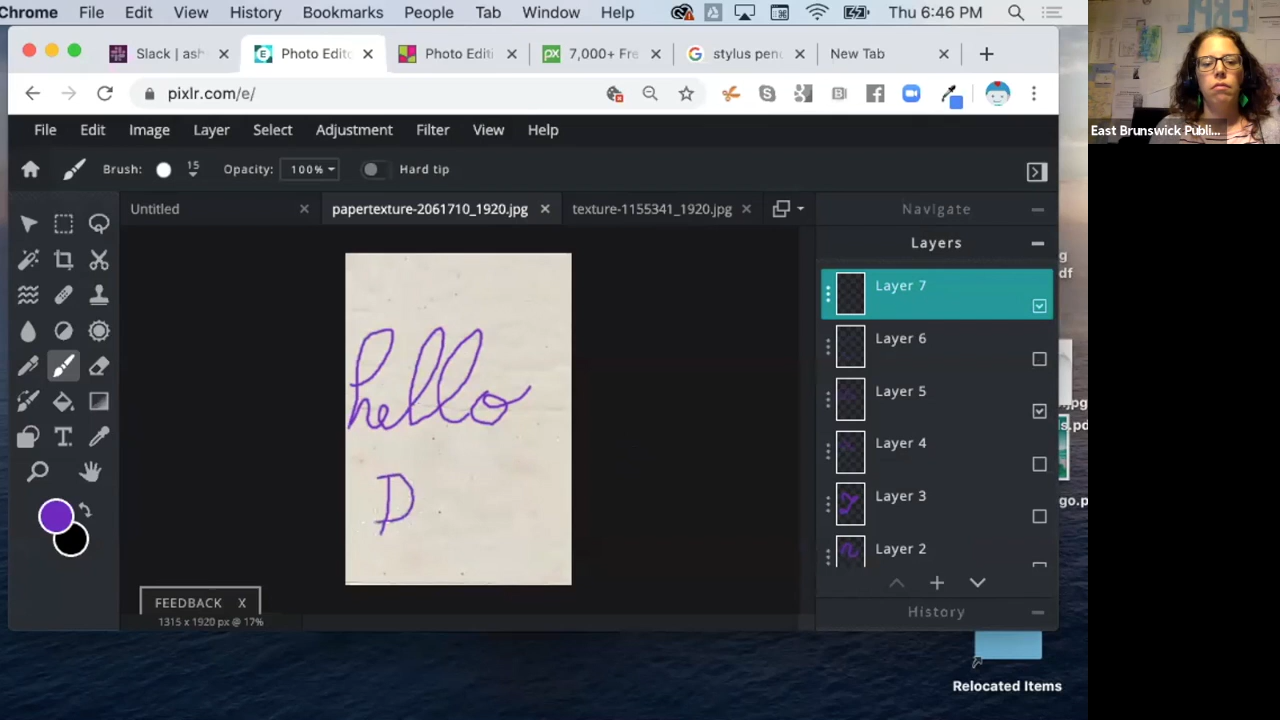 Chrome File Edit View History Bookmarks People Tab Window Help Thu 6:46 PM
Slack | ash Photo Edito Photo Editi 7,000+ Fre stylus pen New Tab
pixlr.com/e/
East Brunswick Publi...
File Edit Image Layer Select Adjustment Filter View Help
Brush: 15 Opacity: 100% Hard tip
Untitled papertexture-2061710_1920.jpg texture-1155341_1920.jpg Navigate
Layers
Layer 7
Layer 6
Layer 5
Layer 4
Layer 3
Layer 2
hello
D
FEEDBACK X
1315 x 1920 px @ 17%
History
Relocated Items